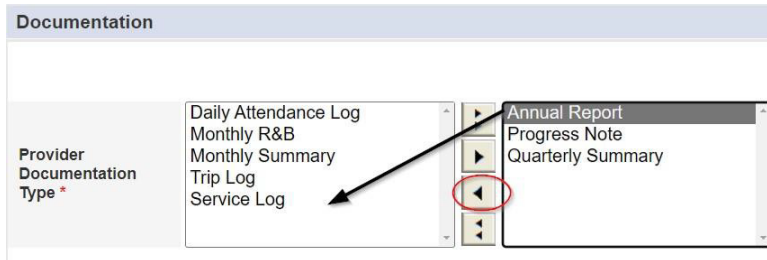 Documentation
Provider
Documentation
Type *
Daily Attendance Log
Monthly R&B
Monthly Summary
Trip Log
Service Log
Annual Report
Progress Note
Quarterly Summary